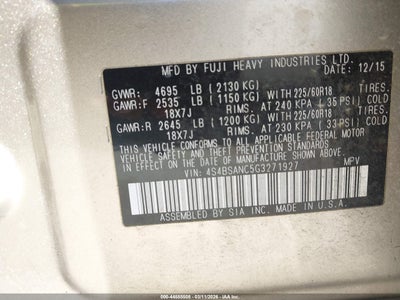 MFD BY FUJI HEAVY INDUSTRIES LTD. DATE: 12/15
GVWR: 4695 LB (2130 KG)
GAWR:F 2535 LB (1150 KG) WITH 225/60R18 TIRES.
18X7J RIMS. AT 240 KPA (35 PSI) COLD
GAWR:R 2645 LB (1200 KG) WITH 225/60R18 TIRES.
18X7J RIMS. AT 230 KPA (33 PSI) COLD
THIS VEHICLE CONFORMS TO ALL APPLICABLE FEDERAL MOTOR
VEHICLE SAFETY AND BUMPER STANDARDS
IN EFFECT ON THE DATE OF MANUFACTURE SHOWN ABOVE.
VIN: 4S4BSANC5G3271927 MPV
ASSEMBLED BY SIA INC. MADE IN U.S.A.